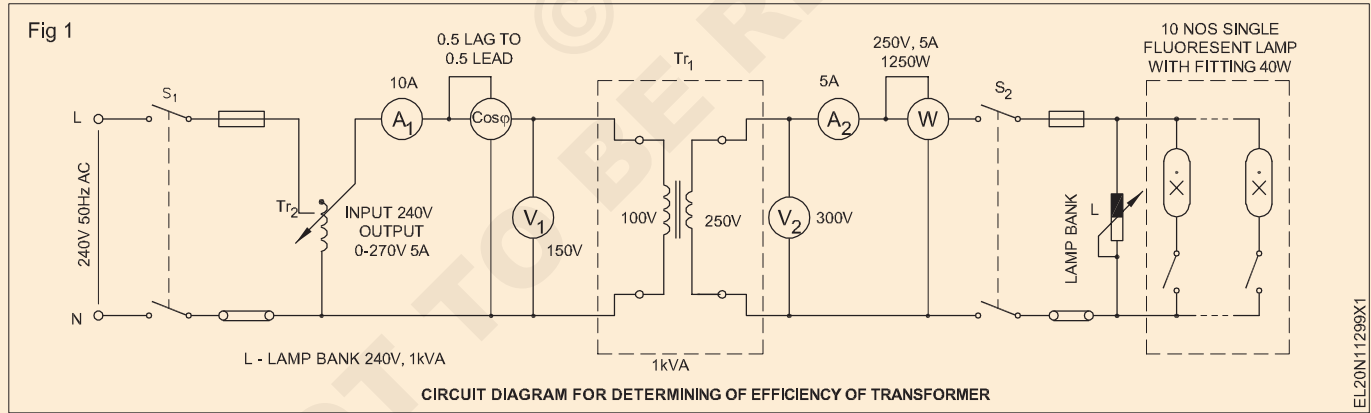 Fig 1
0.5 LAG TO
0.5 LEAD
10A
Tr1
5A
250V, 5A
1250W
10 NOS SINGLE
FLUORESENT LAMP
WITH FITTING 40W
S1
S2
L
A1
Cosφ
A2
W
240V 50Hz AC
Tr2
INPUT 240V
OUTPUT
0-270V 5A
V1
150V
100V
250V
V2
300V
LAMP BANK
L
N
L - LAMP BANK 240V, 1kVA
1kVA
CIRCUIT DIAGRAM FOR DETERMINING OF EFFICIENCY OF TRANSFORMER
EL20N11299X1
©
OT TO BE R